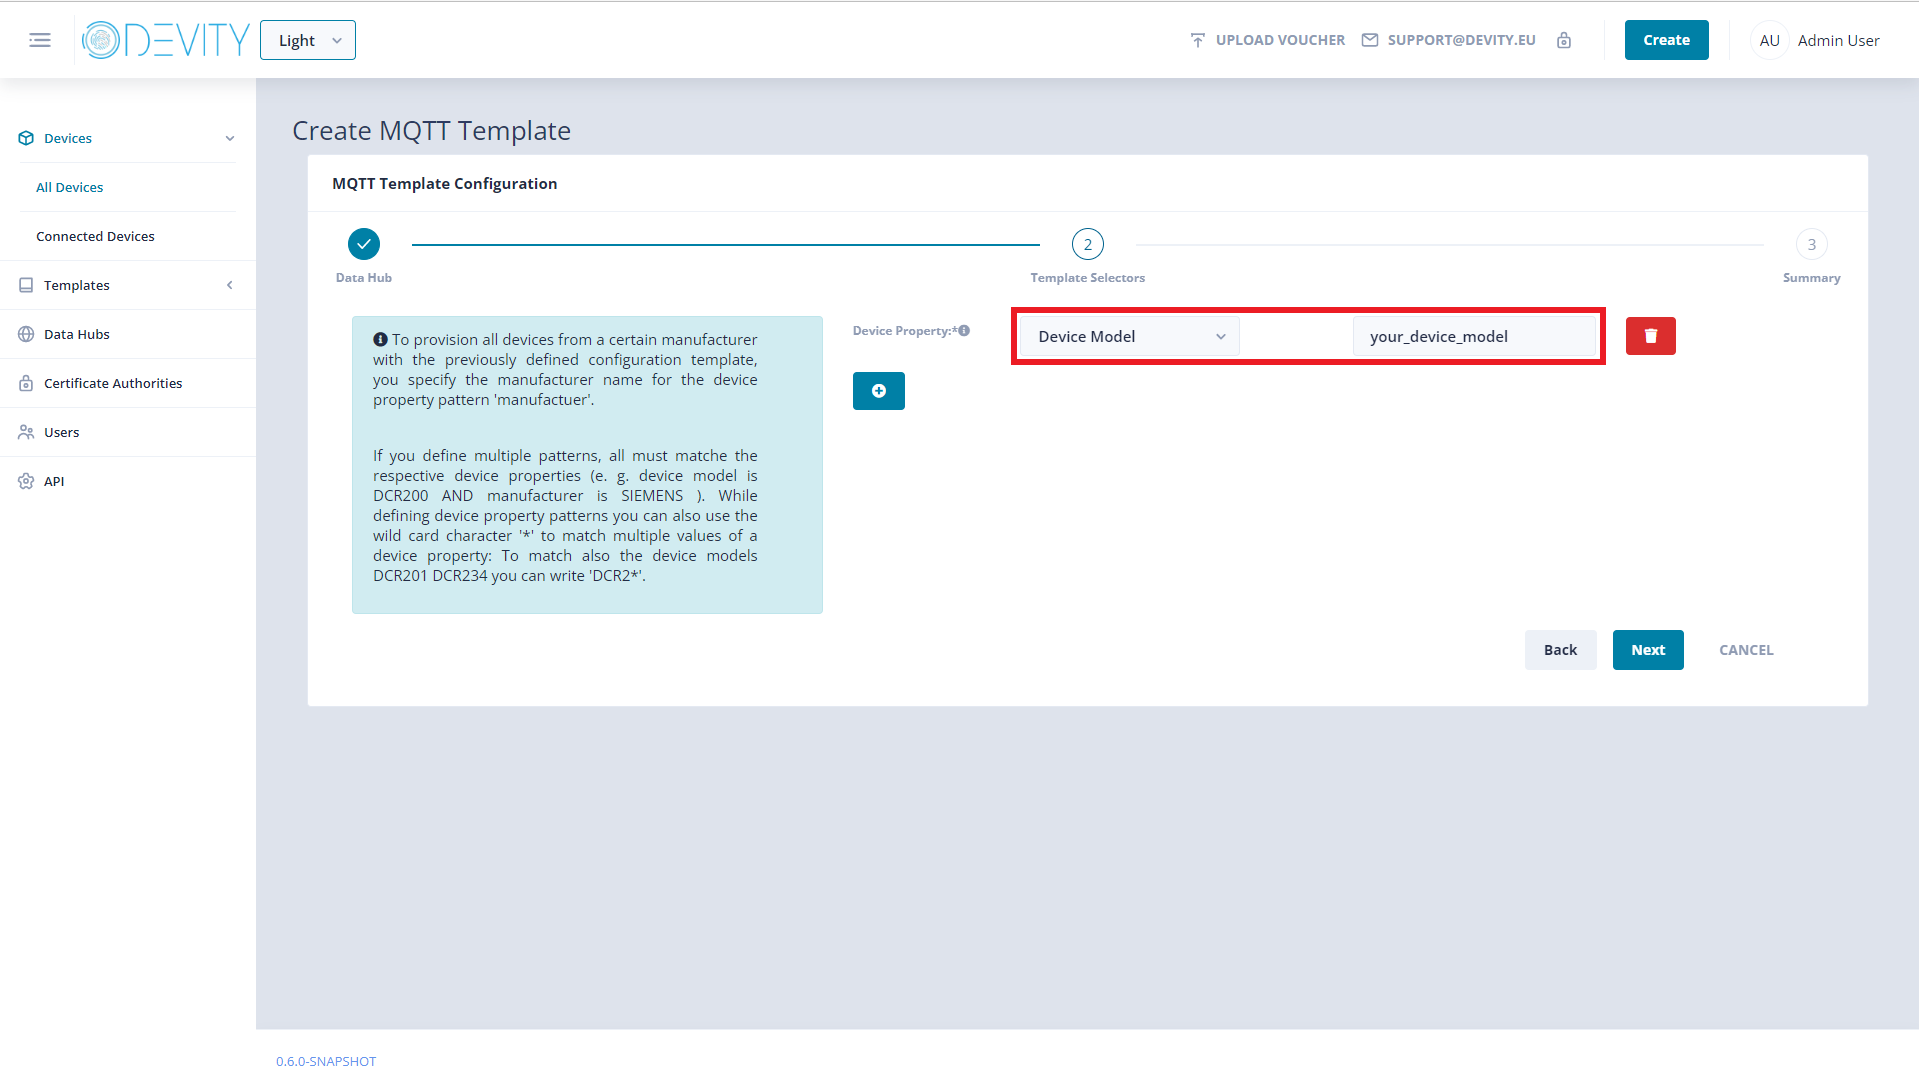 DEVITY
Light
UPLOAD VOUCHER
SUPPORT@DEVITY.EU
Create
AU
Admin User
Devices
All Devices
Connected Devices
Templates
Data Hubs
Certificate Authorities
Users
API
Create MQTT Template
MQTT Template Configuration
2
3
Data Hub
Template Selectors
Summary
To provision all devices from a certain manufacturer
with the previously defined configuration template,
you specify the manufacturer name for the device
property pattern 'manufactuer'.
If you define multiple patterns, all must matche the
respective device properties (e. g. device model is
DCR200 AND manufacturer is SIEMENS ). While
defining device property patterns you can also use the
wild card character '*' to match multiple values of a
device property: To match also the device models
DCR201 DCR234 you can write 'DCR2*'.
Device Property:*
Device Model
your_device_model
Back
Next
CANCEL
0.6.0-SNAPSHOT